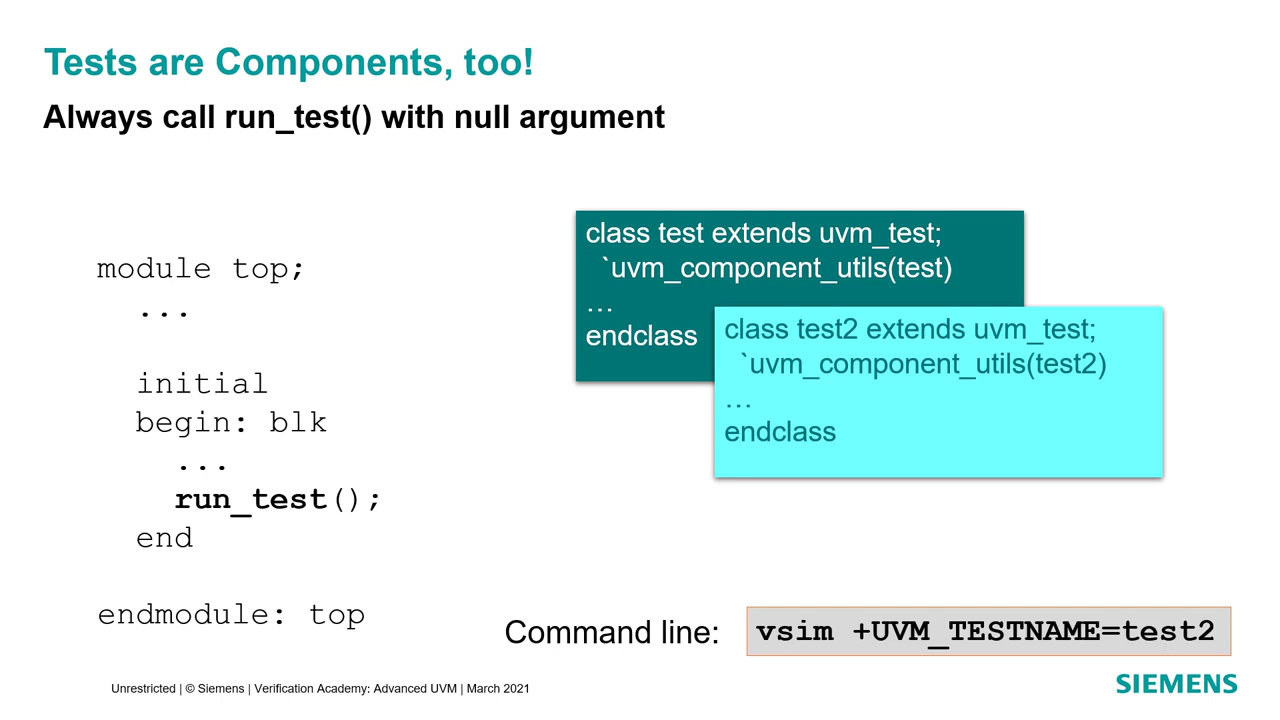 Tests are Components, too!
Always call run_test() with null argument
module top;
...
initial
begin: blk
...
run_test();
end
endmodule: top
class test extends uvm_test;
`uvm_component_utils(test)
…
endclass
class test2 extends uvm_test;
`uvm_component_utils(test2)
…
endclass
Command line:
vsim +UVM_TESTNAME=test2
Unrestricted | © Siemens | Verification Academy: Advanced UVM | March 2021
SIEMENS